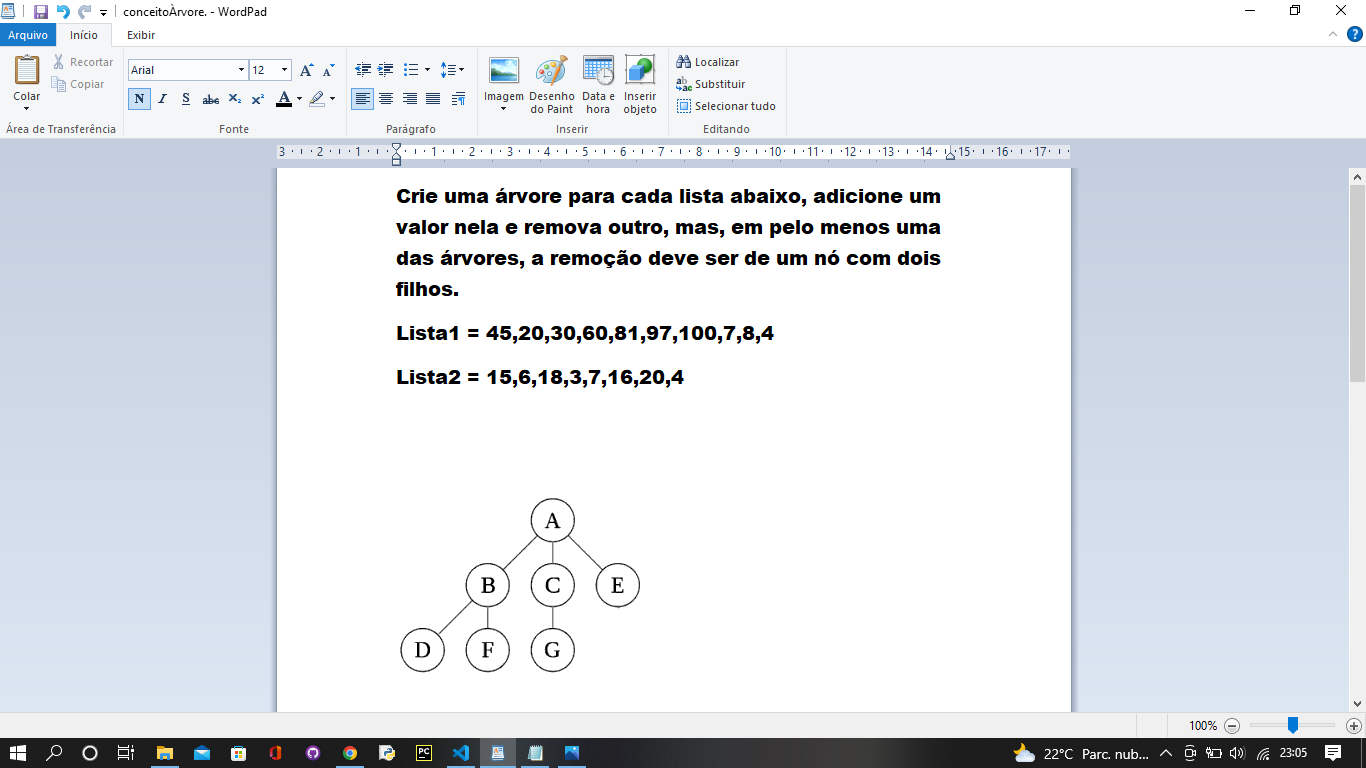 conceitoÀrvore. - WordPad
Arquivo Início Exibir
Colar
Recortar
Copiar
Área de Transferência
Arial 12
N I S abc X₂ X² A
Fonte
Parágrafo
Imagem
Desenho do Paint
Data e hora
Inserir objeto
Inserir
Localizar
Substituir
Selecionar tudo
Editando
3 2 1 1 2 3 4 5 6 7 8 9 10 11 12 13 14 15 16 17
Crie uma árvore para cada lista abaixo, adicione um
valor nela e remova outro, mas, em pelo menos uma
das árvores, a remoção deve ser de um nó com dois
filhos.
Lista1 = 45,20,30,60,81,97,100,7,8,4
Lista2 = 15,6,18,3,7,16,20,4
A
B C E
D F G
100%
PC
22°C Parc. nub... 23:05